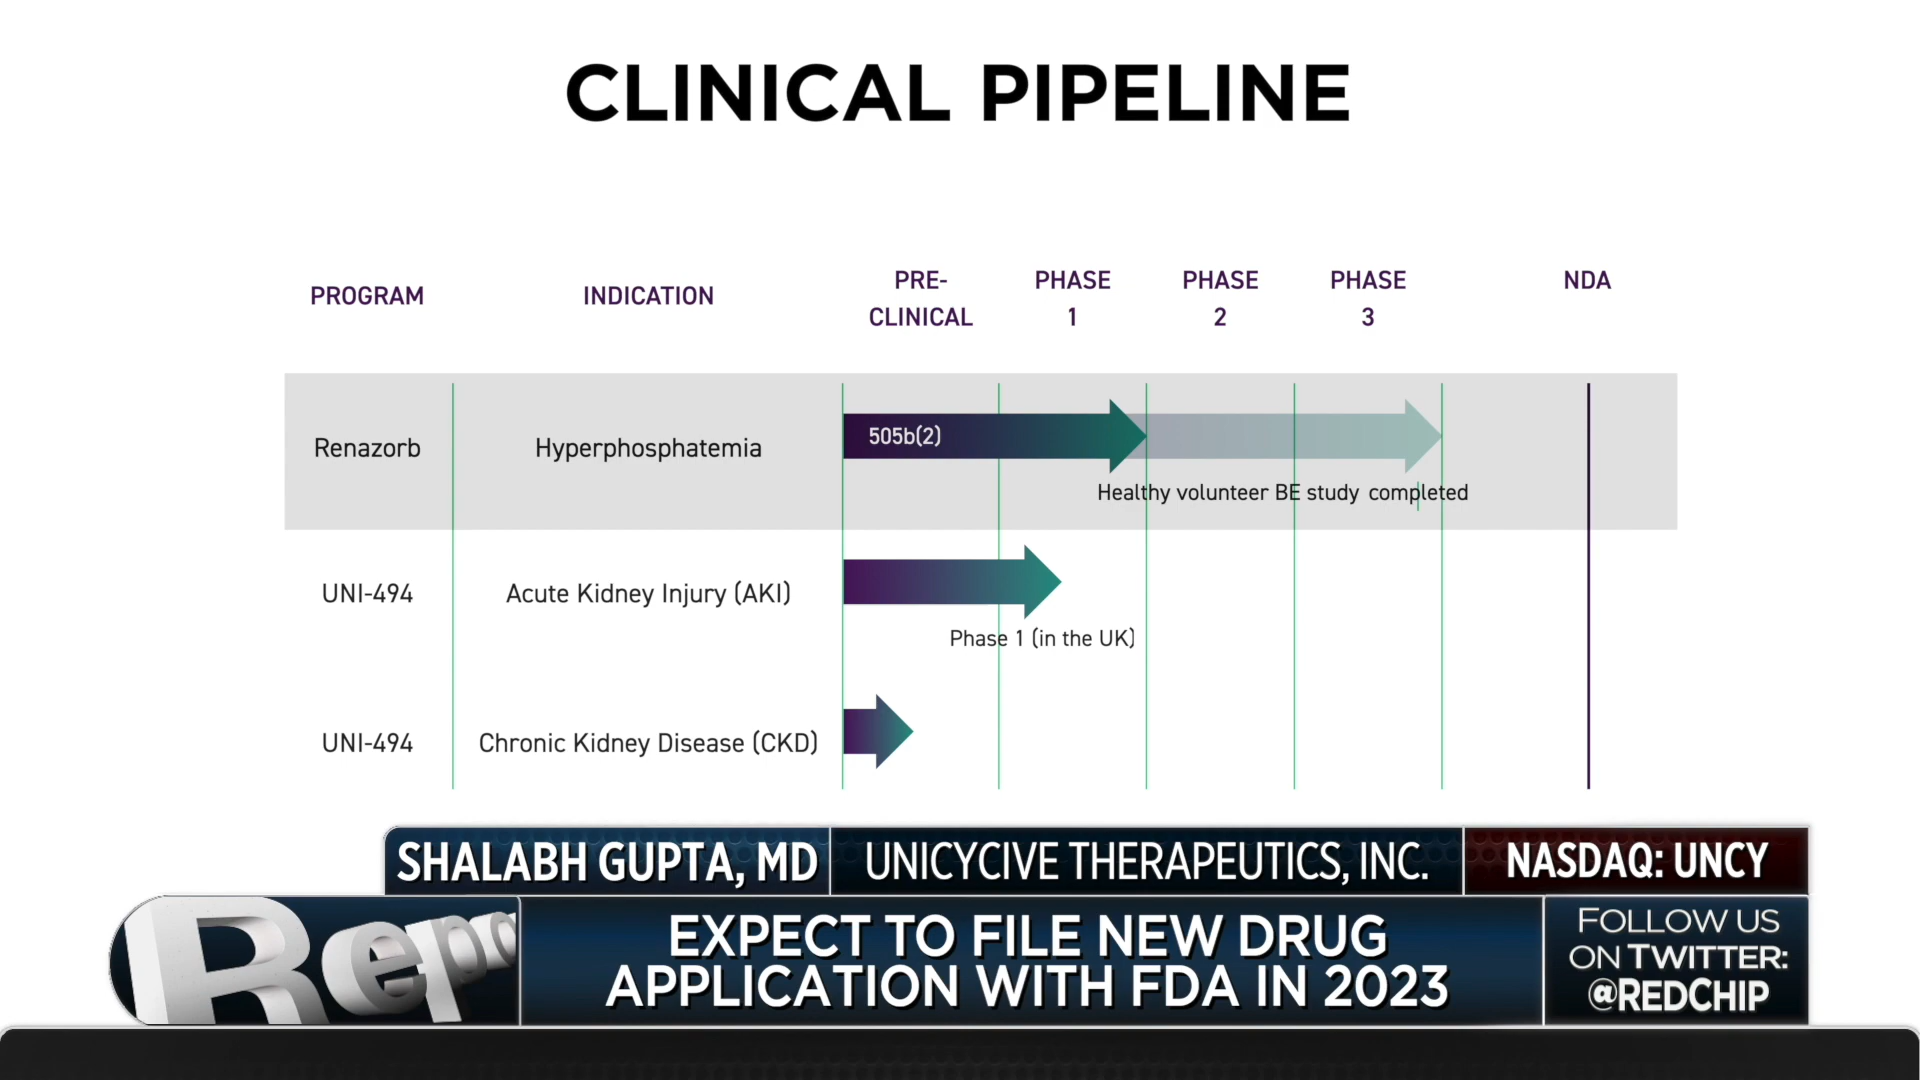 CLINICAL PIPELINE
PROGRAM
INDICATION
PRE-
CLINICAL
PHASE
1
PHASE
2
PHASE
3
NDA
Renazorb
Hyperphosphatemia
505b(2)
Healthy volunteer BE study completed
UNI-494
Acute Kidney Injury (AKI)
Phase 1 (in the UK)
UNI-494
Chronic Kidney Disease (CKD)
SHALABH GUPTA, MD
UNICYCIVE THERAPEUTICS, INC.
NASDAQ: UNCY
Repo
EXPECT TO FILE NEW DRUG
APPLICATION WITH FDA IN 2023
FOLLOW US
ON TWITTER:
@REDCHIP